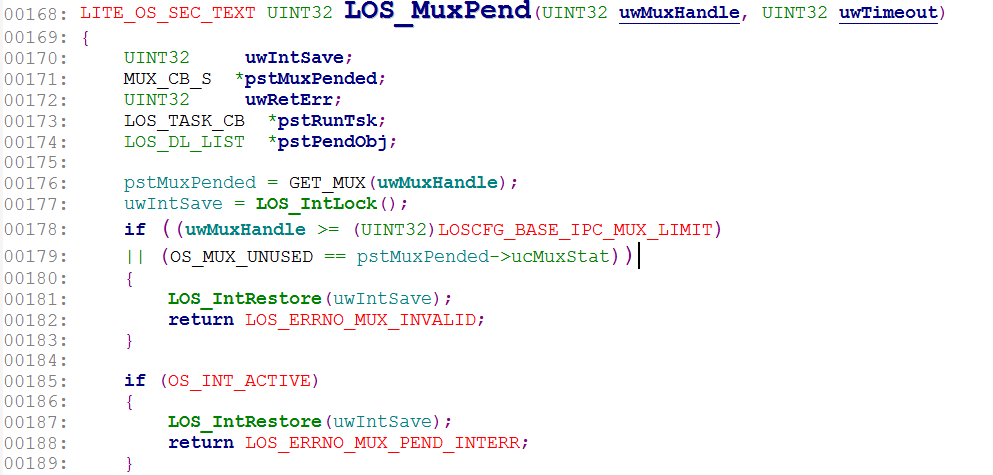 00168: LITE_OS_SEC_TEXT UINT32 LOS_MuxPend(UINT32 uwMuxHandle, UINT32 uwTimeout)
00169: {
00170:     UINT32     uwIntSave;
00171:     MUX_CB_S  *pstMuxPended;
00172:     UINT32     uwRetErr;
00173:     LOS_TASK_CB  *pstRunTsk;
00174:     LOS_DL_LIST  *pstPendObj;
00175:
00176:     pstMuxPended = GET_MUX(uwMuxHandle);
00177:     uwIntSave = LOS_IntLock();
00178:     if ((uwMuxHandle >= (UINT32)LOSCFG_BASE_IPC_MUX_LIMIT)
00179:     || (OS_MUX_UNUSED == pstMuxPended->ucMuxStat))
00180:     {
00181:         LOS_IntRestore(uwIntSave);
00182:         return LOS_ERRNO_MUX_INVALID;
00183:     }
00184:
00185:     if (OS_INT_ACTIVE)
00186:     {
00187:         LOS_IntRestore(uwIntSave);
00188:         return LOS_ERRNO_MUX_PEND_INTERR;
00189:     }